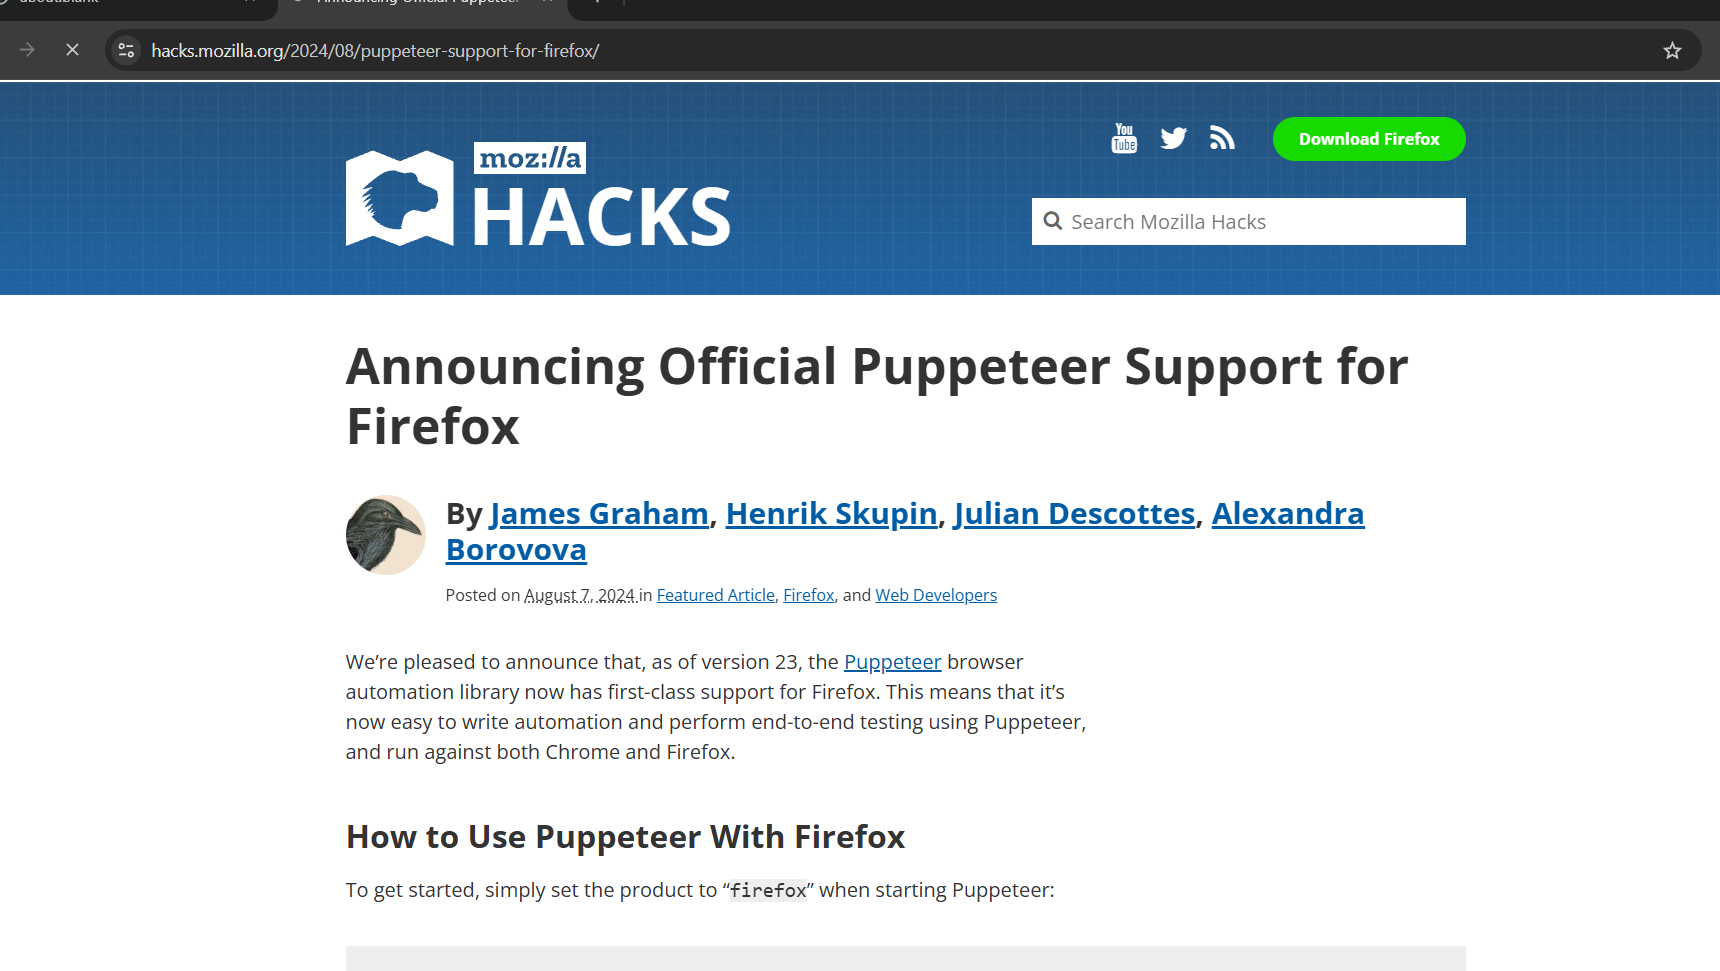 hacks.mozilla.org/2024/08/puppeteer-support-for-firefox/
You
Tube
Download Firefox
moz://a
HACKS
Search Mozilla Hacks
Announcing Official Puppeteer Support for
Firefox
By James Graham, Henrik Skupin, Julian Descottes, Alexandra
Borovova
Posted on August 7, 2024 in Featured Article, Firefox, and Web Developers
We’re pleased to announce that, as of version 23, the Puppeteer browser
automation library now has first-class support for Firefox. This means that it’s
now easy to write automation and perform end-to-end testing using Puppeteer,
and run against both Chrome and Firefox.
How to Use Puppeteer With Firefox
To get started, simply set the product to “firefox” when starting Puppeteer: